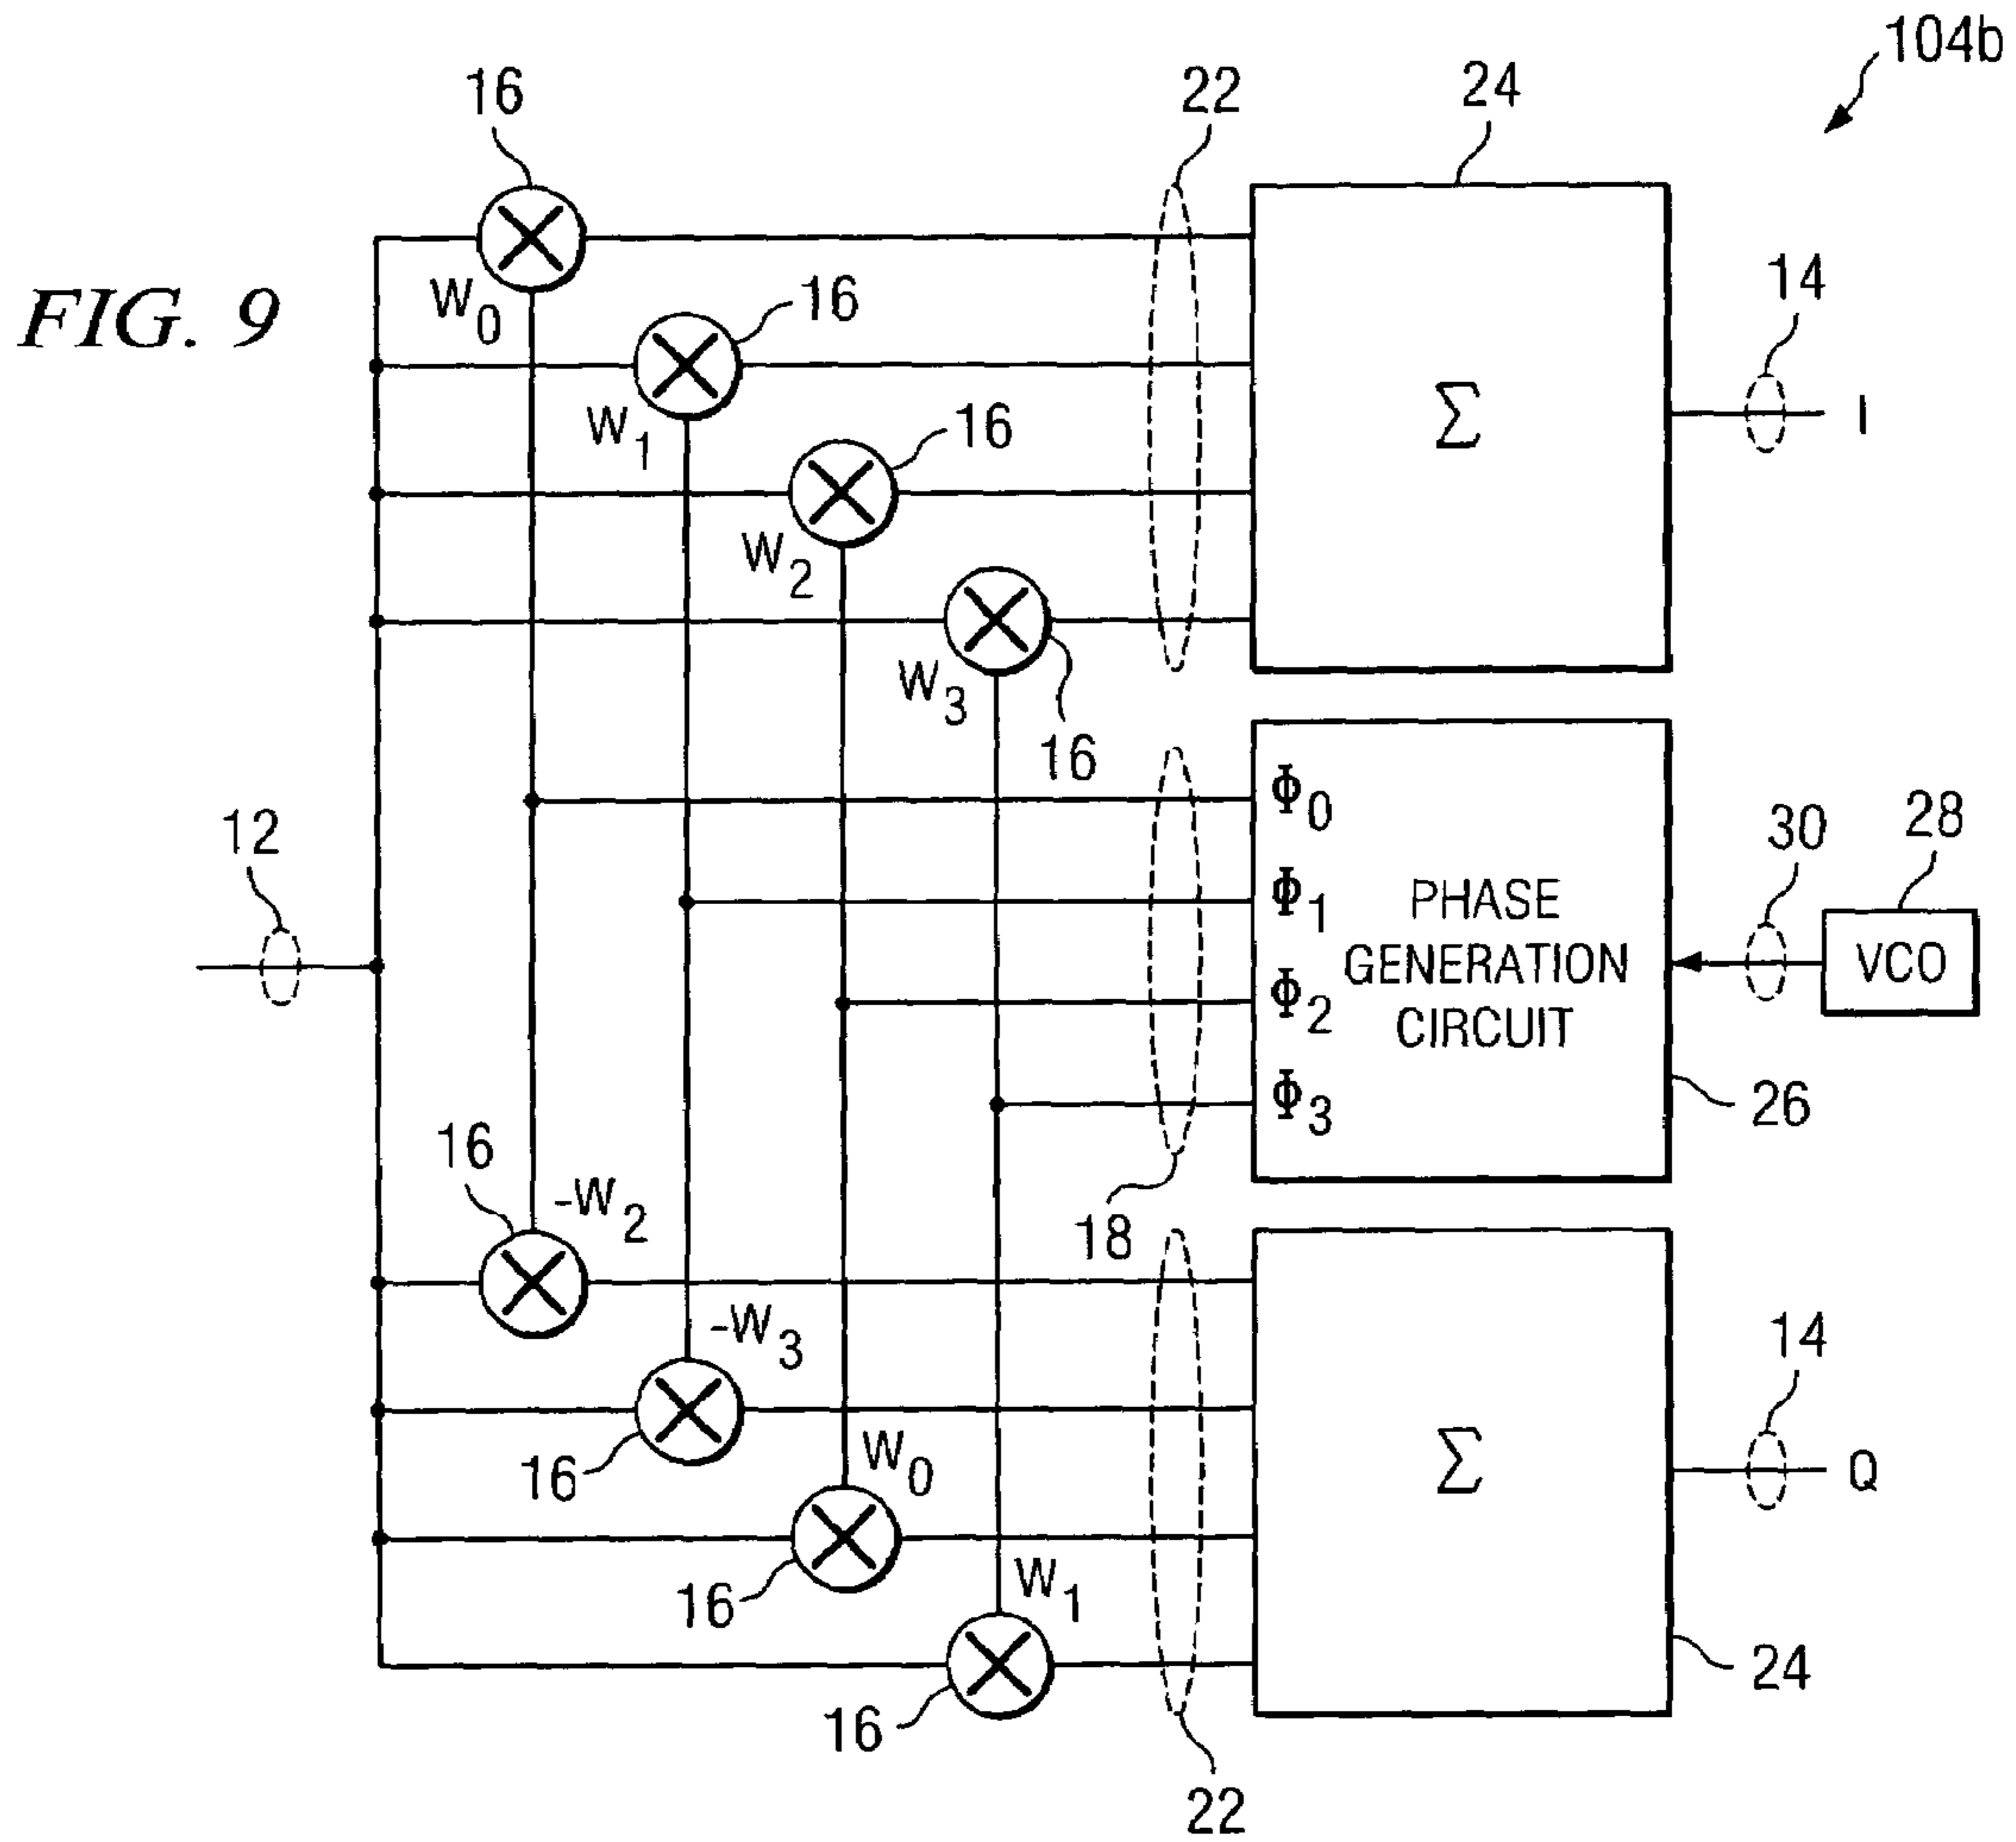 104b
16
22
24
FIG. 9
W0
16
14
I
W1
16
Σ
W2
W3
16
12
Φ0
30
28
Φ1
PHASE
GENERATION
CIRCUIT
VCO
Φ2
Φ3
26
16
-W2
18
-W3
14
16
W0
Σ
Q
16
W1
24
16
22